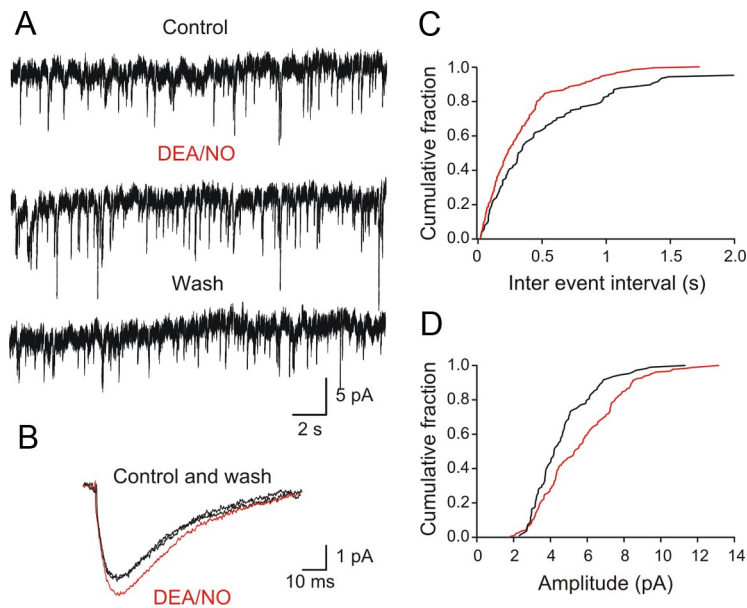 A
Control
DEA/NO
Wash
5 pA
2 s
B
Control and wash
1 pA
10 ms
DEA/NO
C
Cumulative fraction
1.0
0.8
0.6
0.4
0.2
0.0
0 0.5 1 1.5 2.0
Inter event interval (s)
D
Cumulative fraction
1.0
0.8
0.6
0.4
0.2
0.0
0 2 4 6 8 10 12 14
Amplitude (pA)